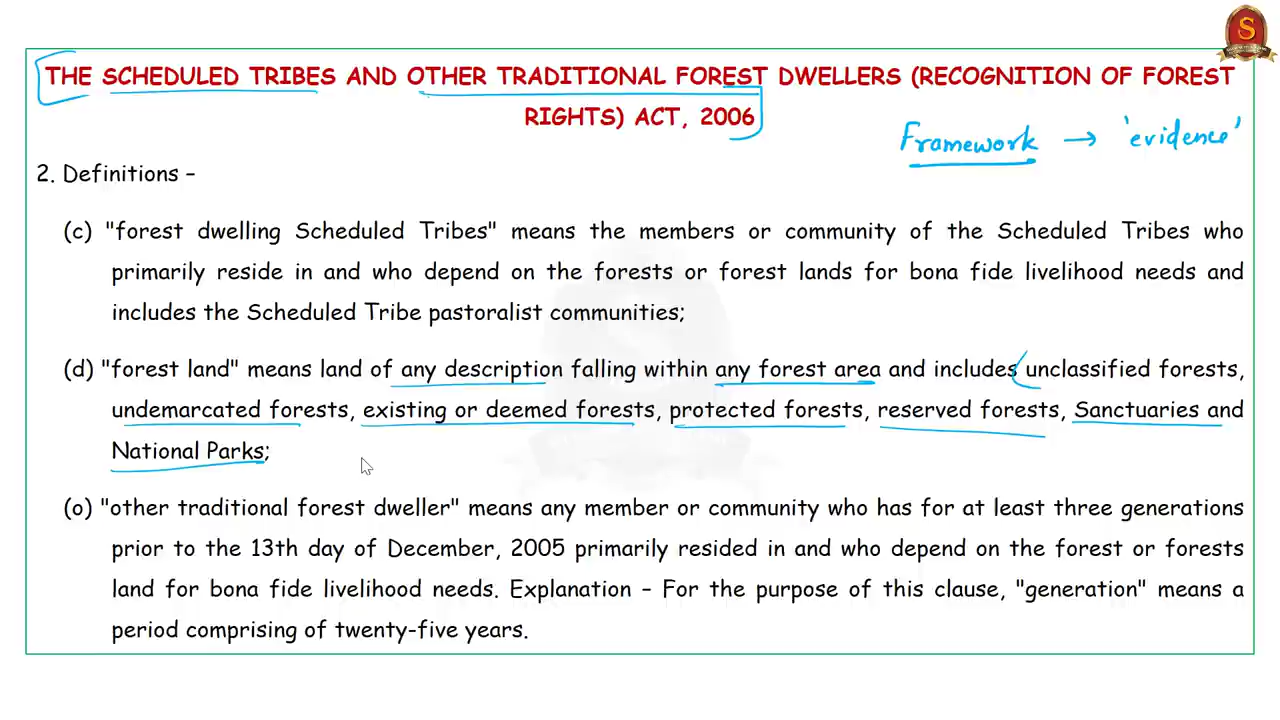 S
THE SCHEDULED TRIBES AND OTHER TRADITIONAL FOREST DWELLERS (RECOGNITION OF FOREST
RIGHTS) ACT, 2006
Framework → 'evidence'
2. Definitions –
(c) "forest dwelling Scheduled Tribes" means the members or community of the Scheduled Tribes who
primarily reside in and who depend on the forests or forest lands for bona fide livelihood needs and
includes the Scheduled Tribe pastoralist communities;
(d) "forest land" means land of any description falling within any forest area and includes unclassified forests,
undemarcated forests, existing or deemed forests, protected forests, reserved forests, Sanctuaries and
National Parks;
(o) "other traditional forest dweller" means any member or community who has for at least three generations
prior to the 13th day of December, 2005 primarily resided in and who depend on the forest or forests
land for bona fide livelihood needs. Explanation – For the purpose of this clause, "generation" means a
period comprising of twenty-five years.